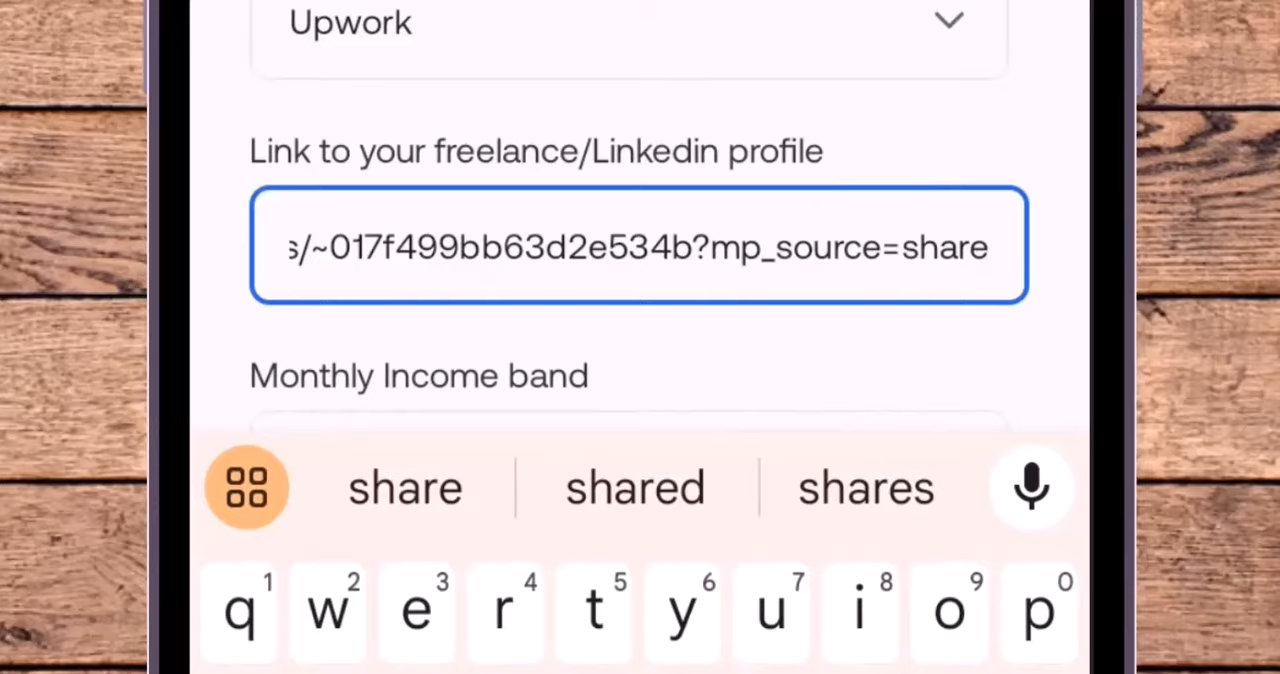 Upwork
Link to your freelance/Linkedin profile
s/~017f499bb63d2e534b?mp_source=share
Monthly Income band
share shared shares
1 2 3 4 5 6 7 8 9 0
q w e r t y u i o p